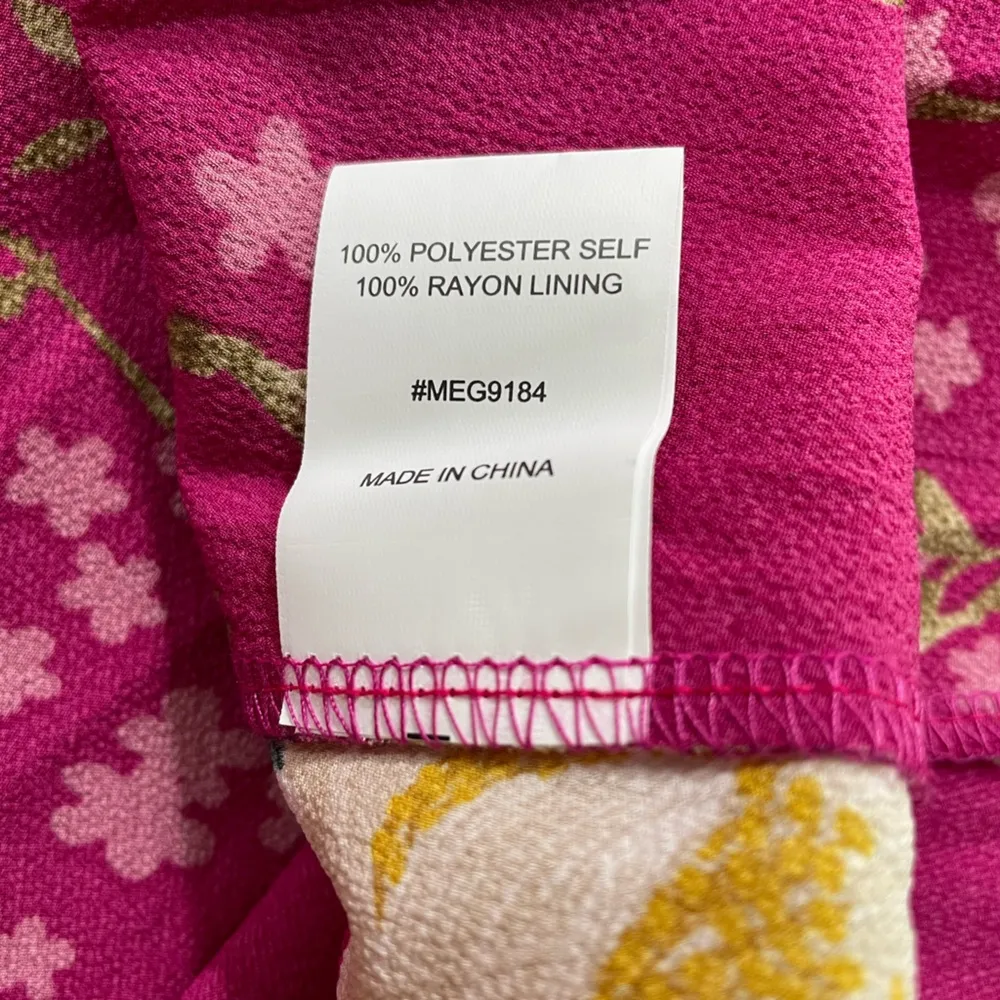 100% POLYESTER SELF
100% RAYON LINING
#MEG9184
MADE IN CHINA